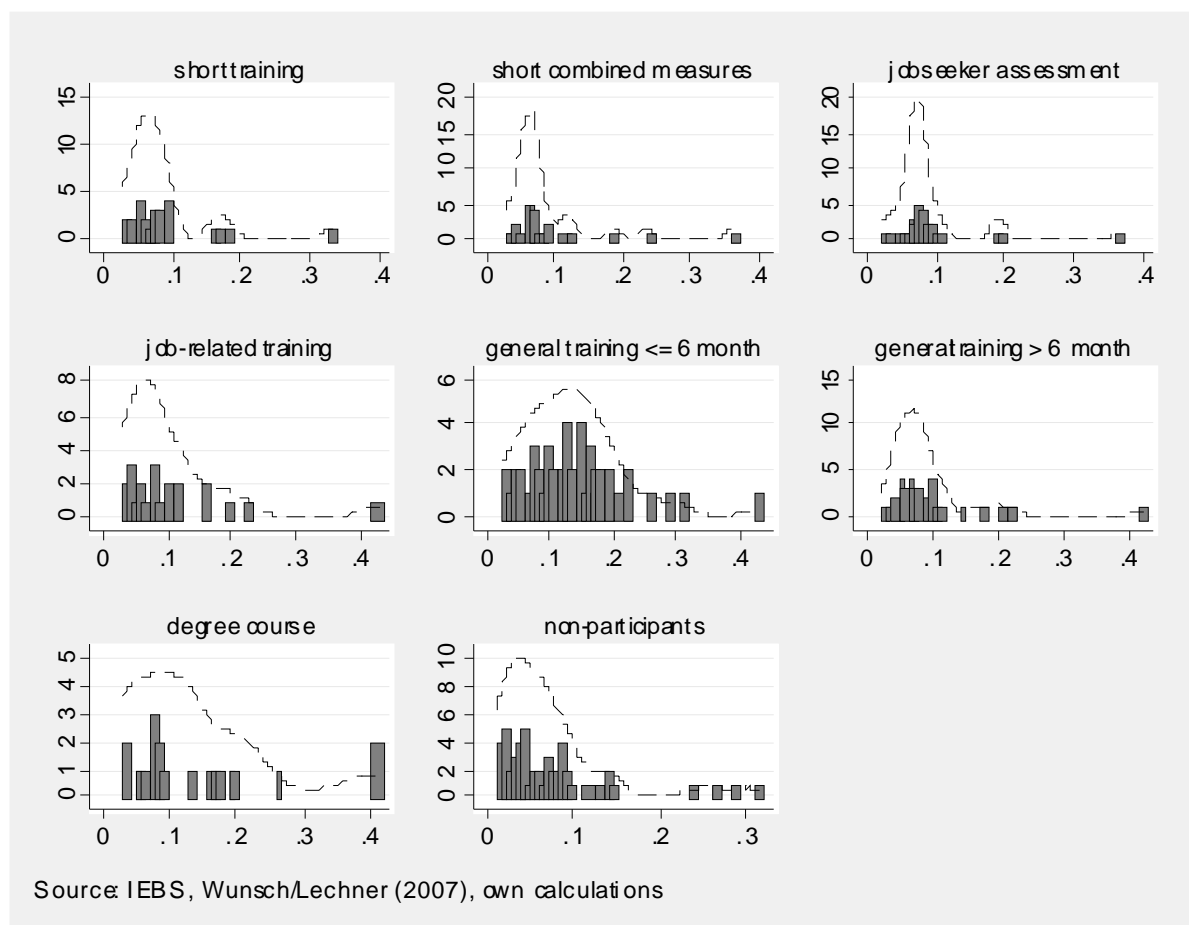 short training
short combined measures
jobseeker assessment
15
10
5
0
0 .1 .2 .3 .4
20
15
10
5
0
0 .1 .2 .3 .4
20
15
10
5
0
0 .1 .2 .3 .4
job-related training
general training <= 6 month
generaltraining > 6 month
8
6
4
2
0
0 .1 .2 .3 .4
6
4
2
0
0 .1 .2 .3 .4
15
10
5
0
0 .1 .2 .3 .4
degree course
non-participants
5
4
3
2
1
0
0 .1 .2 .3 .4
10
8
6
4
2
0
0 .1 .2 .3
Source: IEBS, Wunsch/Lechner (2007), own calculations